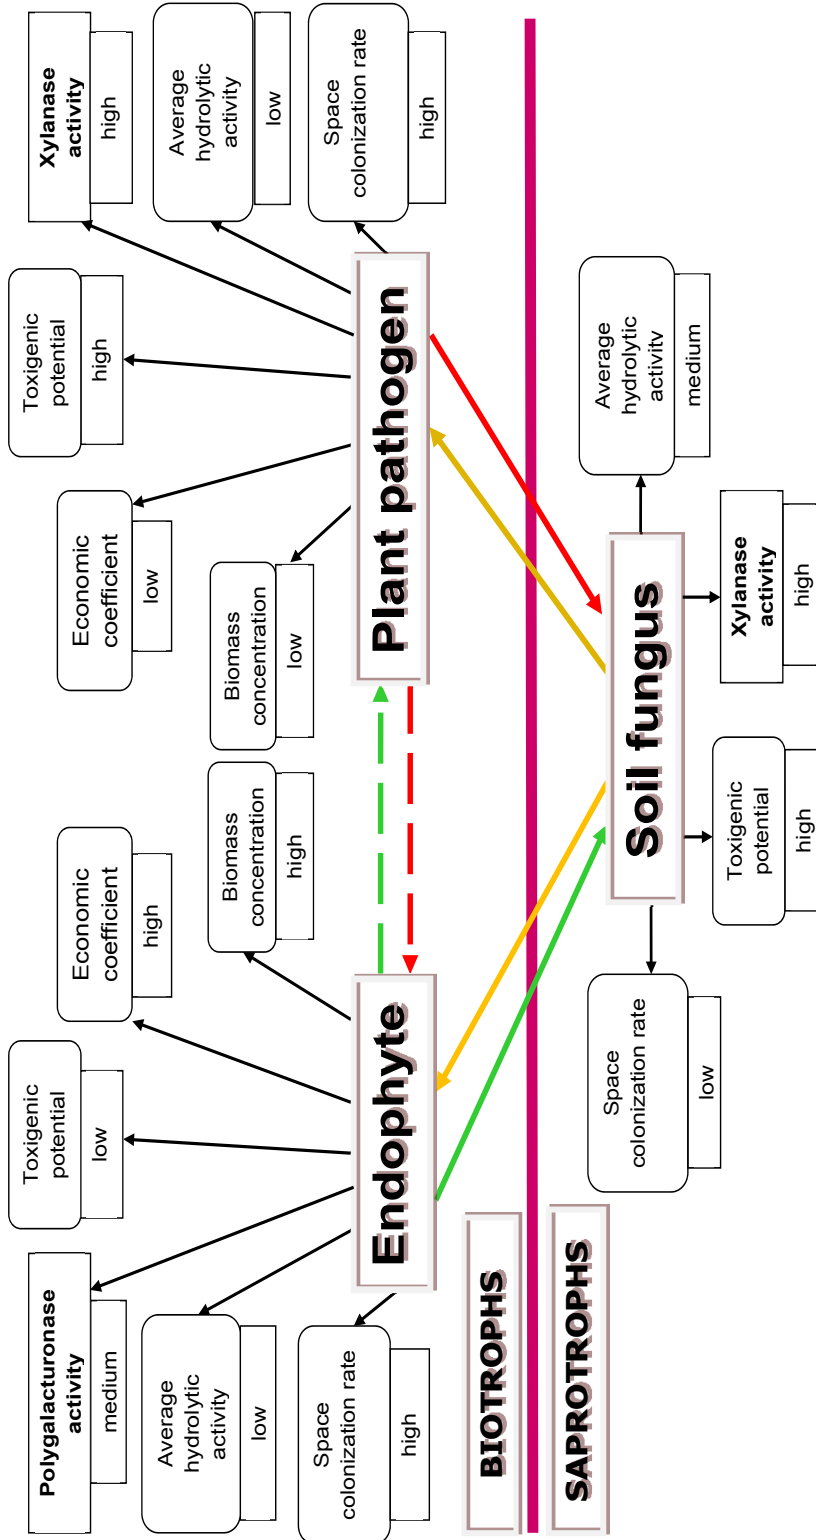 Polygalacturonase
activity
medium
Toxigenic
potential
low
Economic
coefficient
high
Economic
coefficient
low
Toxigenic
potential
high
Xylanase
activity
high
Average
hydrolytic
activity
low
Biomass
concentration
high
Biomass
concentration
low
Average
hydrolytic
activity
low
Space
colonization rate
high
Space
colonization rate
high
Endophyte
Plant pathogen
BIOTROPHS
SAPROTROPHS
Space
colonization rate
low
Soil fungus
Average
hydrolytic
activity
medium
Toxigenic
potential
high
Xylanase
activity
high